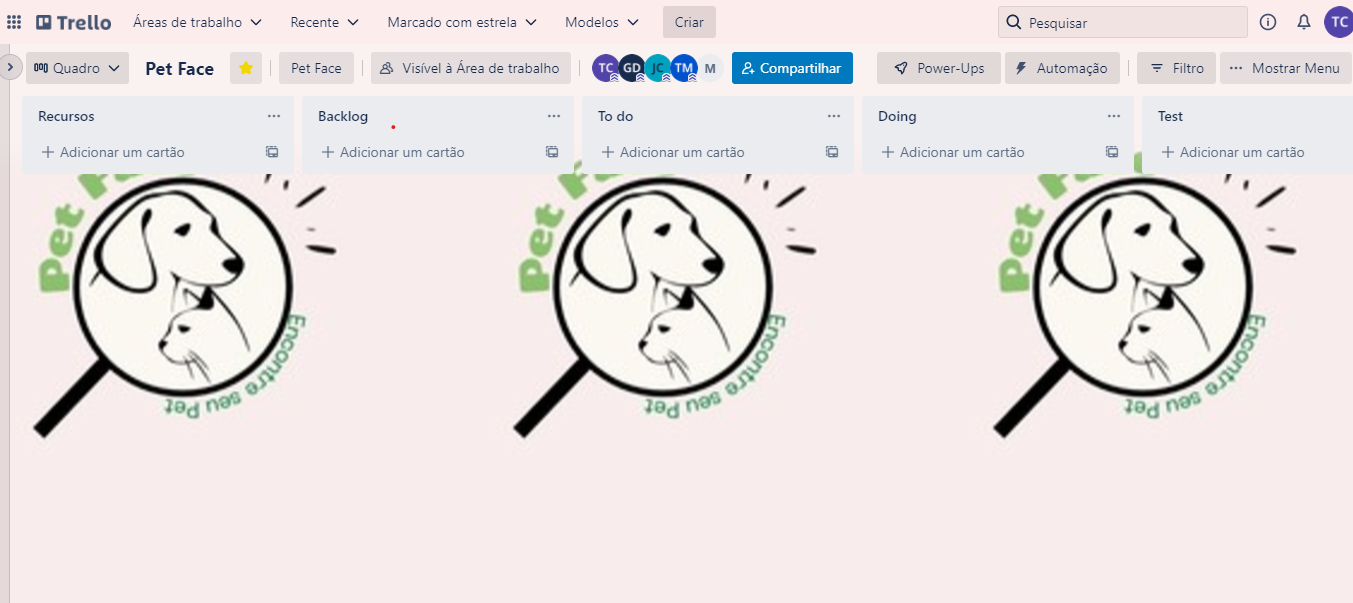 Trello Áreas de trabalho Recente Marcado com estrela Modelos Criar Pesquisar TC
Quadro Pet Face Pet Face Visível à Área de trabalho TC GD JC TM M Compartilhar Power-Ups Automação Filtro Mostrar Menu
Recursos Backlog To do Doing Test
Adicionar um cartão Adicionar um cartão Adicionar um cartão Adicionar um cartão Adicionar um cartão
Pet
Encontre seu Pet
Pet
Encontre seu Pet
Pet
Encontre seu Pet